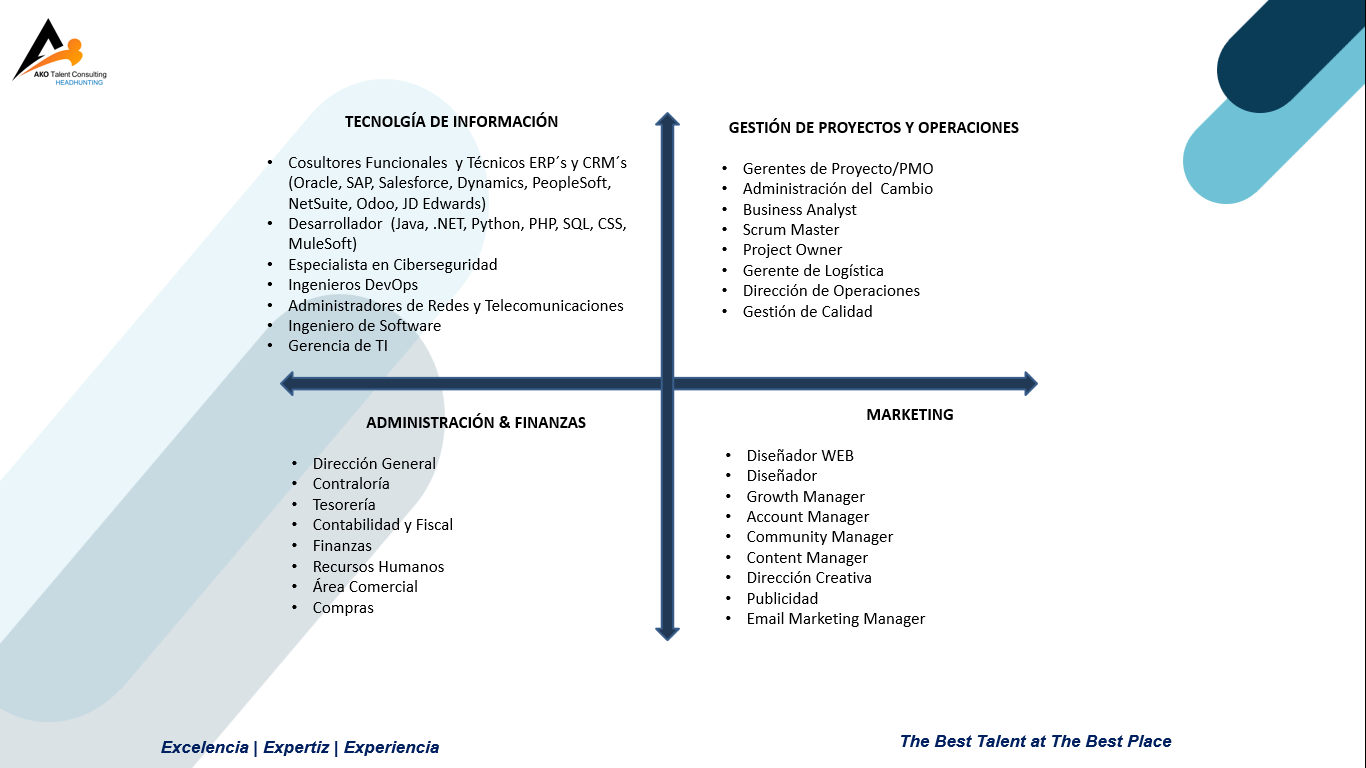 AKO Talent Consulting
HEADHUNTING
TECNOLGÍA DE INFORMACIÓN
• Cosultores Funcionales y Técnicos ERP´s y CRM´s
(Oracle, SAP, Salesforce, Dynamics, PeopleSoft,
NetSuite, Odoo, JD Edwards)
• Desarrollador (Java, .NET, Python, PHP, SQL, CSS,
MuleSoft)
• Especialista en Ciberseguridad
• Ingenieros DevOps
• Administradores de Redes y Telecomunicaciones
• Ingeniero de Software
• Gerencia de TI
GESTIÓN DE PROYECTOS Y OPERACIONES
• Gerentes de Proyecto/PMO
• Administración del Cambio
• Business Analyst
• Scrum Master
• Project Owner
• Gerente de Logística
• Dirección de Operaciones
• Gestión de Calidad
ADMINISTRACIÓN & FINANZAS
• Dirección General
• Contraloría
• Tesorería
• Contabilidad y Fiscal
• Finanzas
• Recursos Humanos
• Área Comercial
• Compras
MARKETING
• Diseñador WEB
• Diseñador
• Growth Manager
• Account Manager
• Community Manager
• Content Manager
• Dirección Creativa
• Publicidad
• Email Marketing Manager
Excelencia | Expertiz | Experiencia
The Best Talent at The Best Place